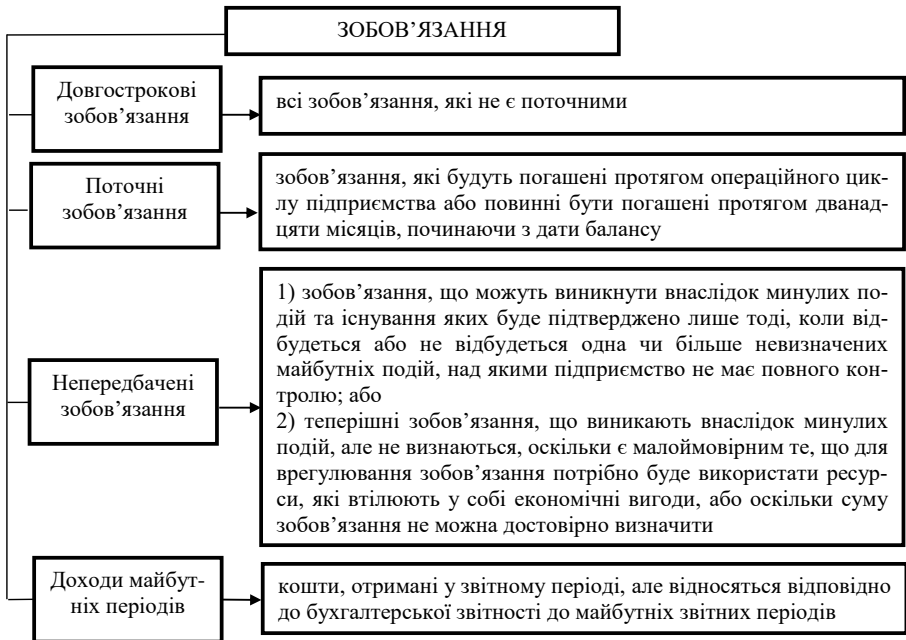 ЗОБОВ’ЯЗАННЯ
Довгострокові
зобов’язання
всі зобов’язання, які не є поточними
Поточні
зобов’язання
зобов’язання, які будуть погашені протягом операційного цик-
лу підприємства або повинні бути погашені протягом дванад-
цяти місяців, починаючи з дати балансу
Непередбачені
зобов’язання
1) зобов’язання, що можуть виникнути внаслідок минулих по-
дій та існування яких буде підтверджено лише тоді, коли від-
будеться або не відбудеться одна чи більше невизначених
майбутніх подій, над якими підприємство не має повного кон-
тролю; або
2) теперішні зобов’язання, що виникають внаслідок минулих
подій, але не визнаються, оскільки є малоймовірним те, що для
врегулювання зобов’язання потрібно буде використати ресур-
си, які втілюють у собі економічні вигоди, або оскільки суму
зобов’язання не можна достовірно визначити
Доходи майбут-
ніх періодів
кошти, отримані у звітному періоді, але відносяться відповідно
до бухгалтерської звітності до майбутніх звітних періодів